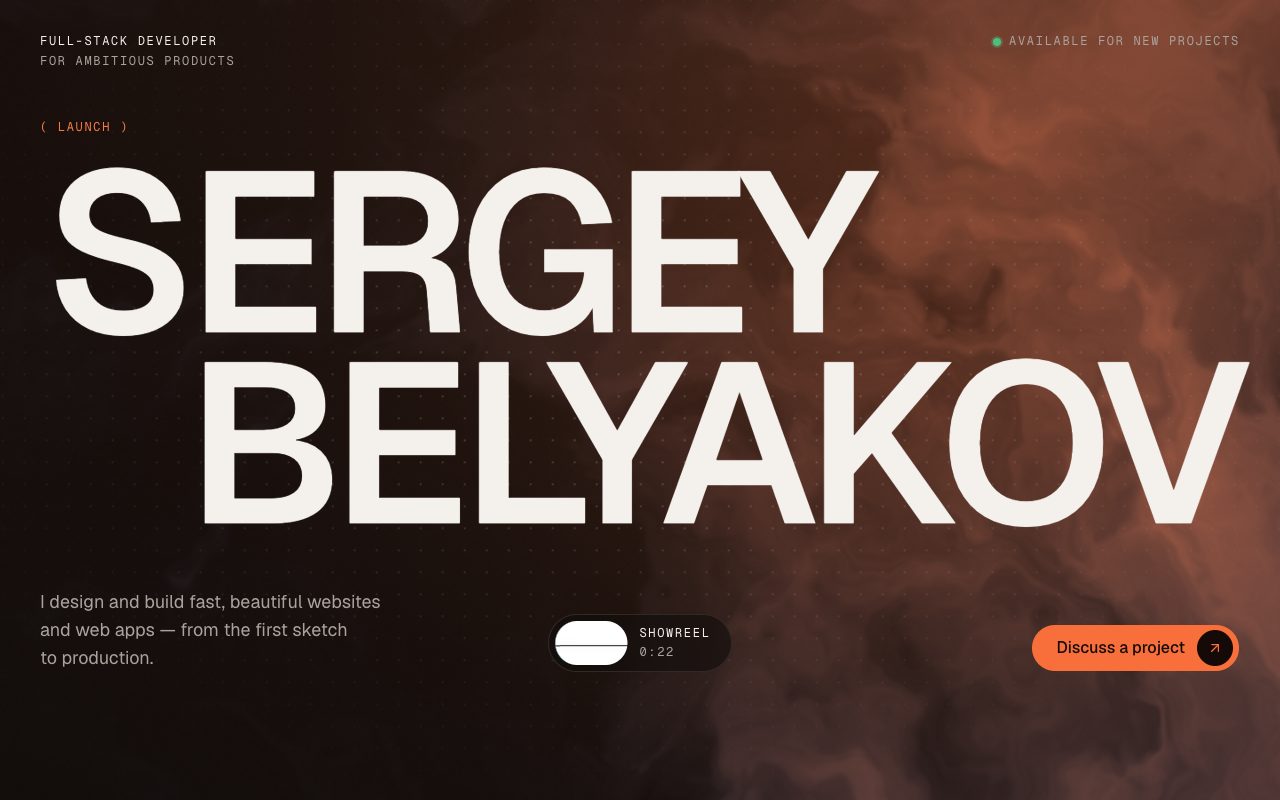 FULL-STACK DEVELOPER
FOR AMBITIOUS PRODUCTS
AVAILABLE FOR NEW PROJECTS
( LAUNCH )
SERGEY
BELYAKOV
I design and build fast, beautiful websites
and web apps — from the first sketch
to production.
SHOWREEL
0:22
Discuss a project